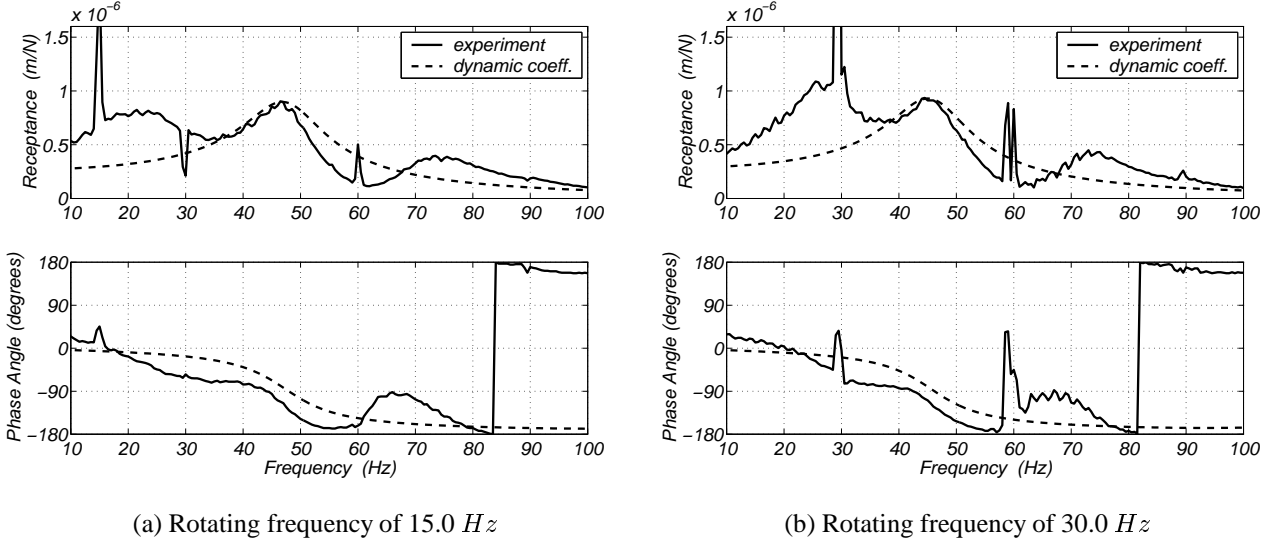 x 10⁻⁶
Receptance (m/N)
1.5
1
0.5
0
experiment
dynamic coeff.
10 20 30 40 50 60 70 80 90 100
Phase Angle (degrees)
180
90
0
−90
−180
10 20 30 40 50 60 70 80 90 100
Frequency (Hz)
(a) Rotating frequency of 15.0 Hz
x 10⁻⁶
Receptance (m/N)
1.5
1
0.5
0
experiment
dynamic coeff.
10 20 30 40 50 60 70 80 90 100
Phase Angle (degrees)
180
90
0
−90
−180
10 20 30 40 50 60 70 80 90 100
Frequency (Hz)
(b) Rotating frequency of 30.0 Hz